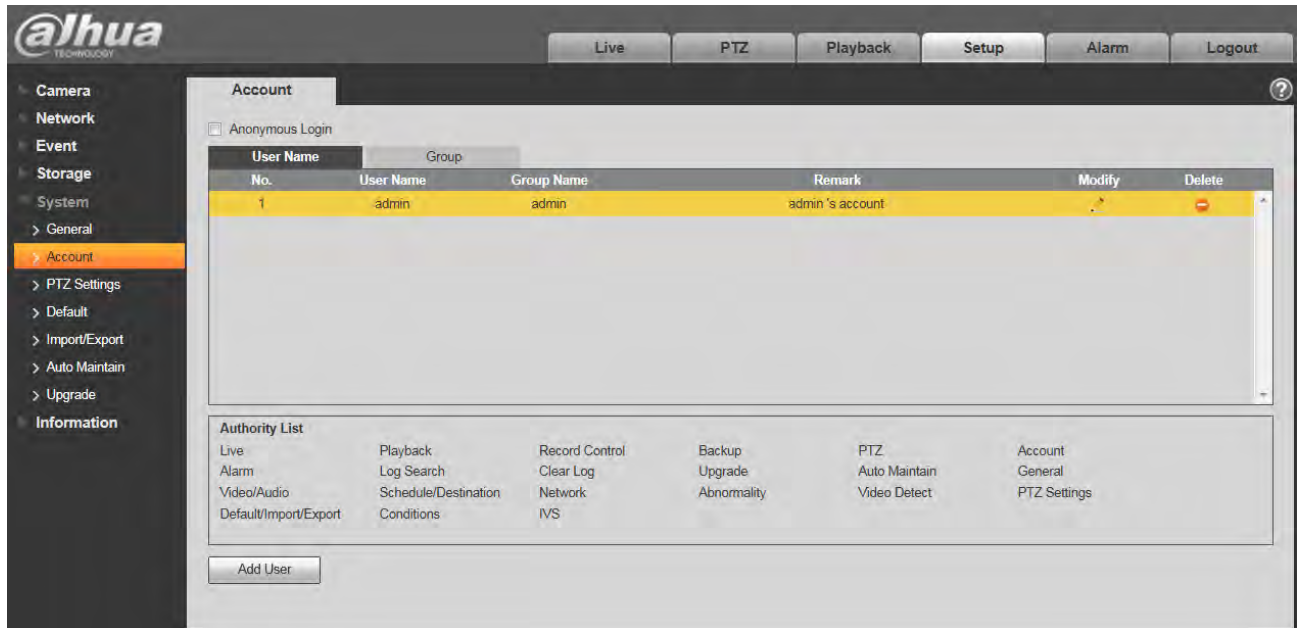 alhua
TECHNOLOGY
Live PTZ Playback Setup Alarm Logout
Camera
Network
Event
Storage
System
> General
> Account
> PTZ Settings
> Default
> Import/Export
> Auto Maintain
> Upgrade
Information
Account ?
Anonymous Login
User Name Group
No. User Name Group Name Remark Modify Delete
1 admin admin admin 's account
Authority List
Live Playback Record Control Backup PTZ Account
Alarm Log Search Clear Log Upgrade Auto Maintain General
Video/Audio Schedule/Destination Network Abnormality Video Detect PTZ Settings
Default/Import/Export Conditions IVS
Add User